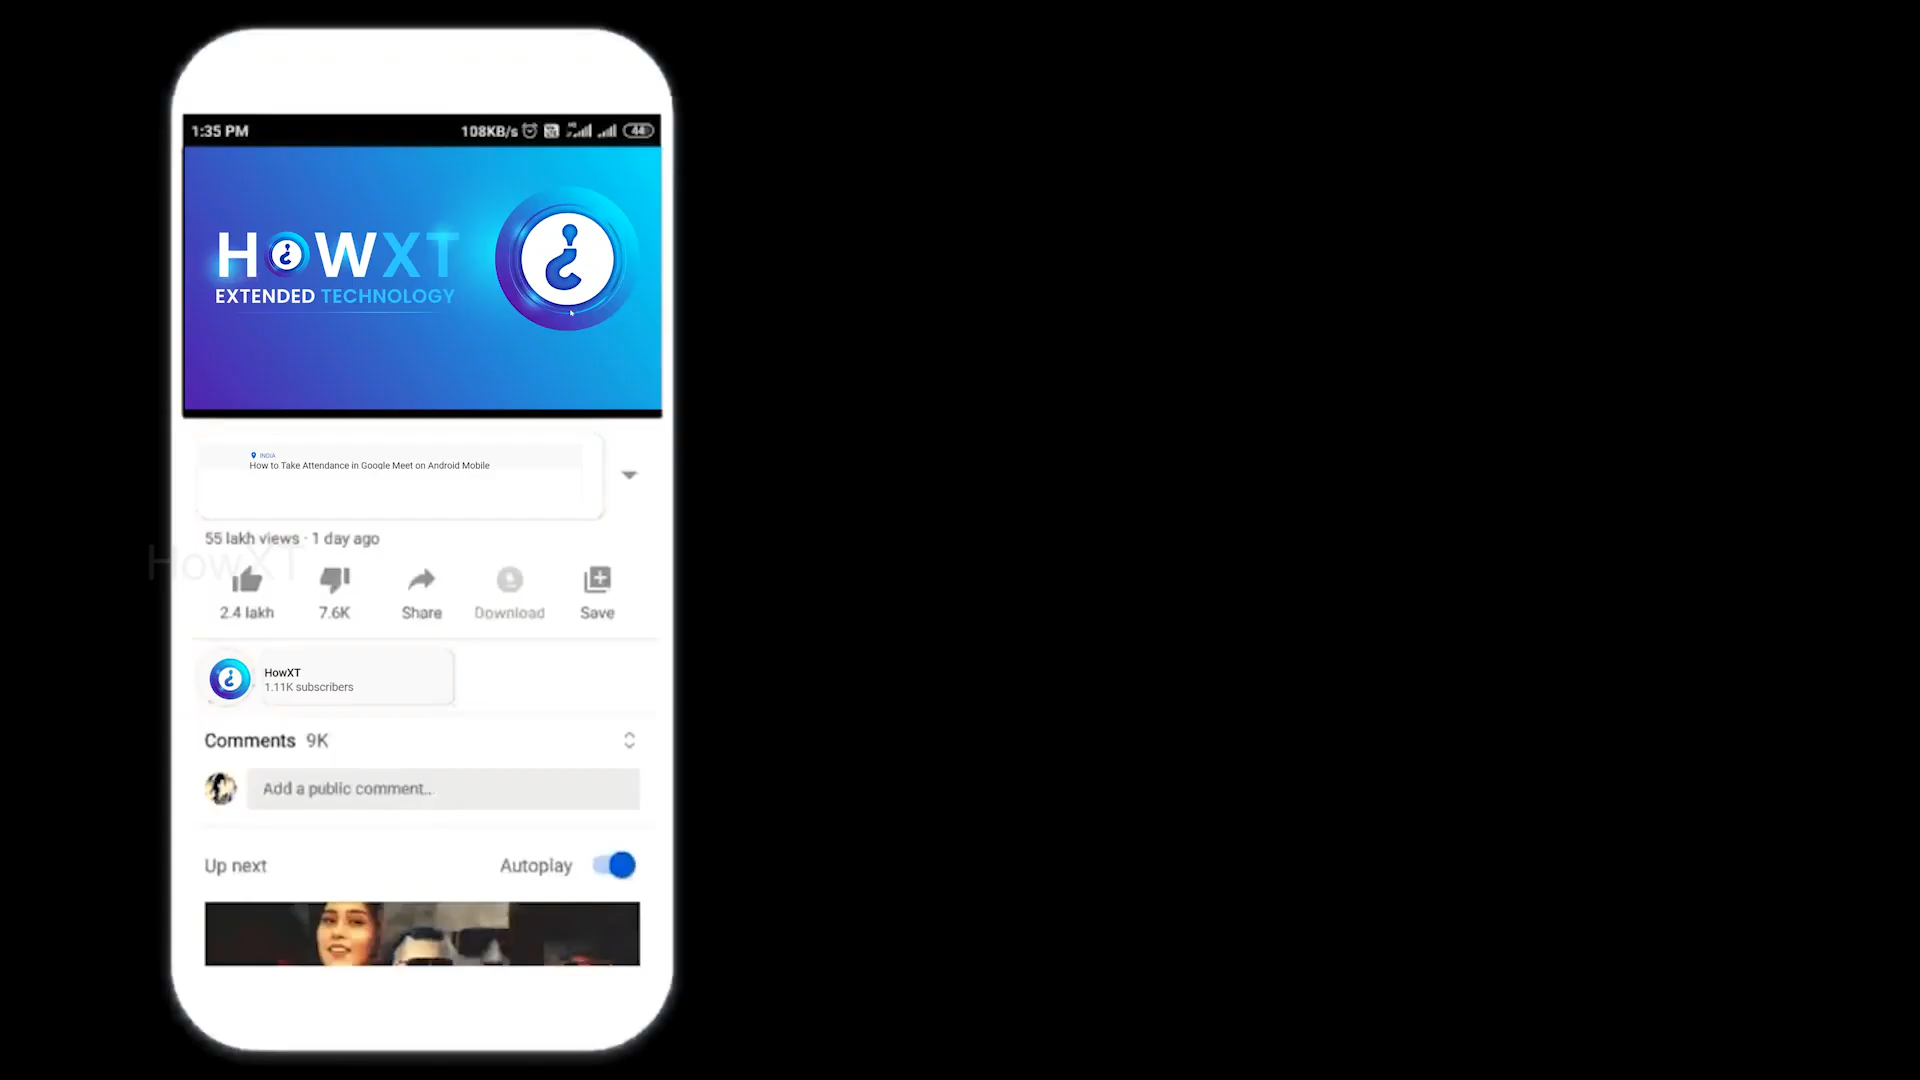 1:35 PM 108KB/s 44
HOWXT
EXTENDED TECHNOLOGY
INDIA
How to Take Attendance in Google Meet on Android Mobile
55 lakh views · 1 day ago
HowXT
2.4 lakh 7.6K Share Download Save
HowXT
1.11K subscribers
Comments 9K
Add a public comment...
Up next Autoplay